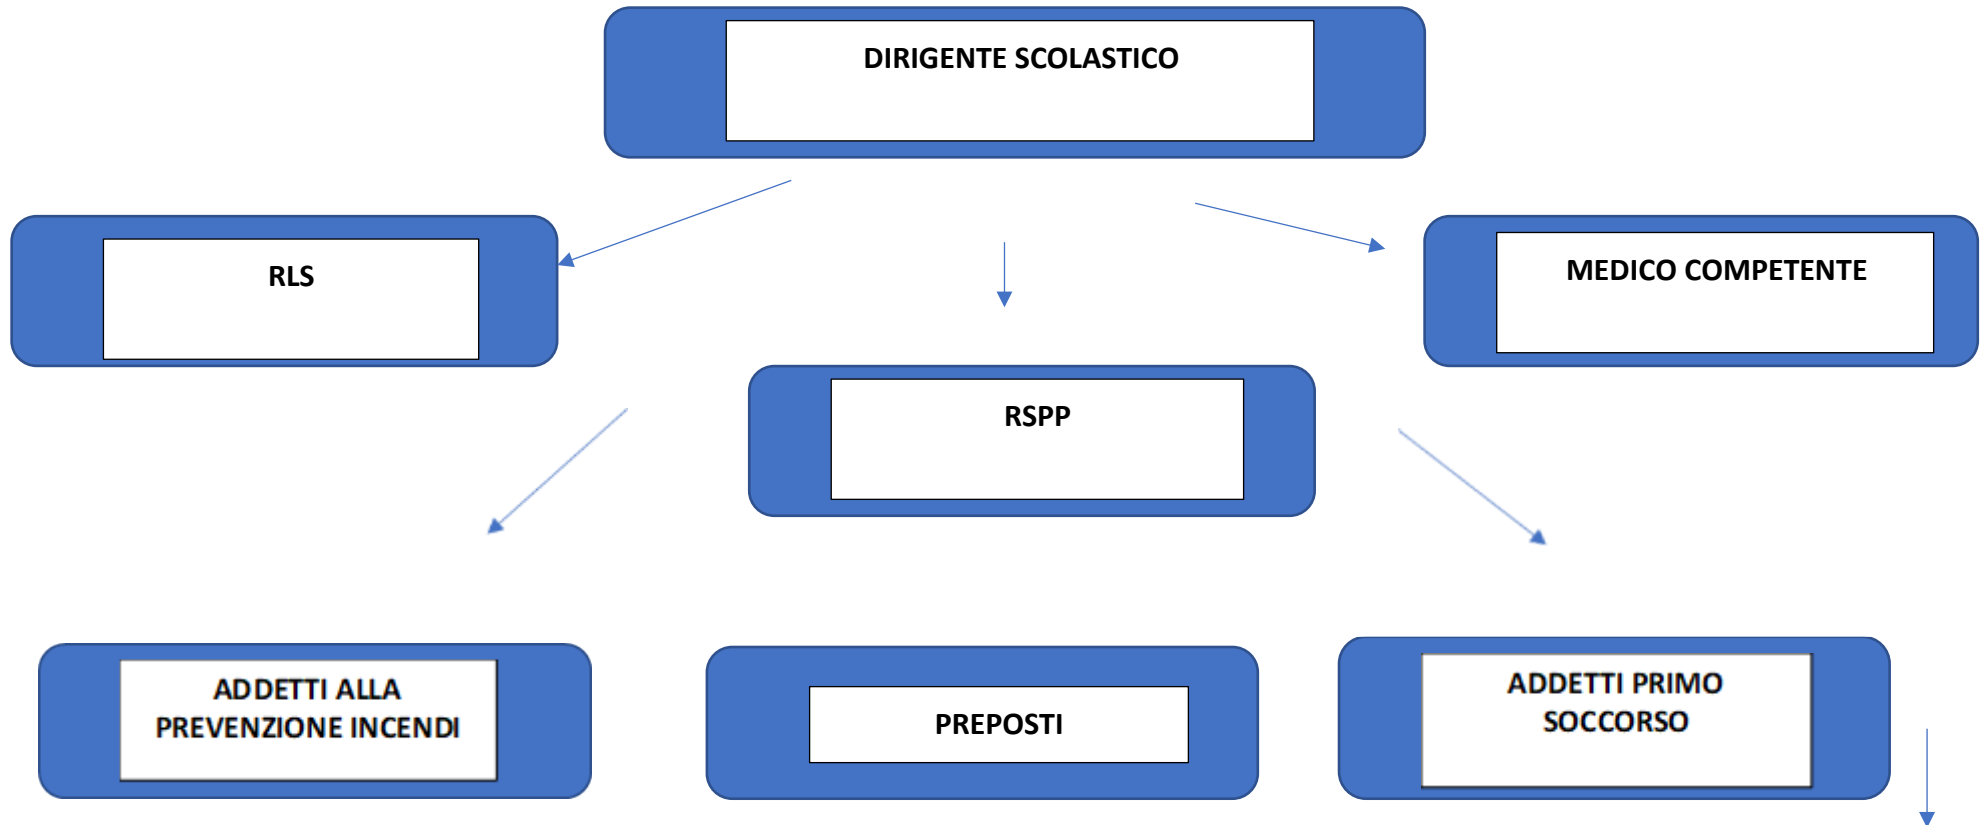 DIRIGENTE SCOLASTICO
RLS
MEDICO COMPETENTE
RSPP
ADDETTI ALLA
PREVENZIONE INCENDI
PREPOSTI
ADDETTI PRIMO
SOCCORSO